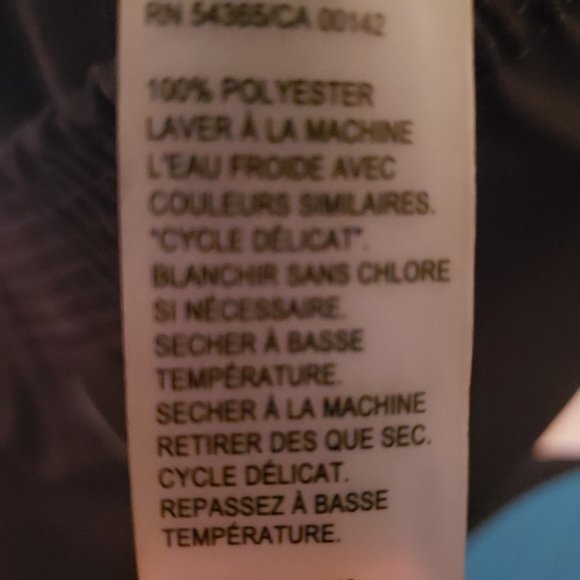 RN 54365/CA 00142
100% POLYESTER
LAVER À LA MACHINE
L'EAU FROIDE AVEC
COULEURS SIMILAIRES.
"CYCLE DÉLICAT".
BLANCHIR SANS CHLORE
SI NÉCESSAIRE.
SECHER À BASSE
TEMPÉRATURE.
SECHER À LA MACHINE
RETIRER DES QUE SEC.
CYCLE DÉLICAT.
REPASSEZ À BASSE
TEMPÉRATURE.